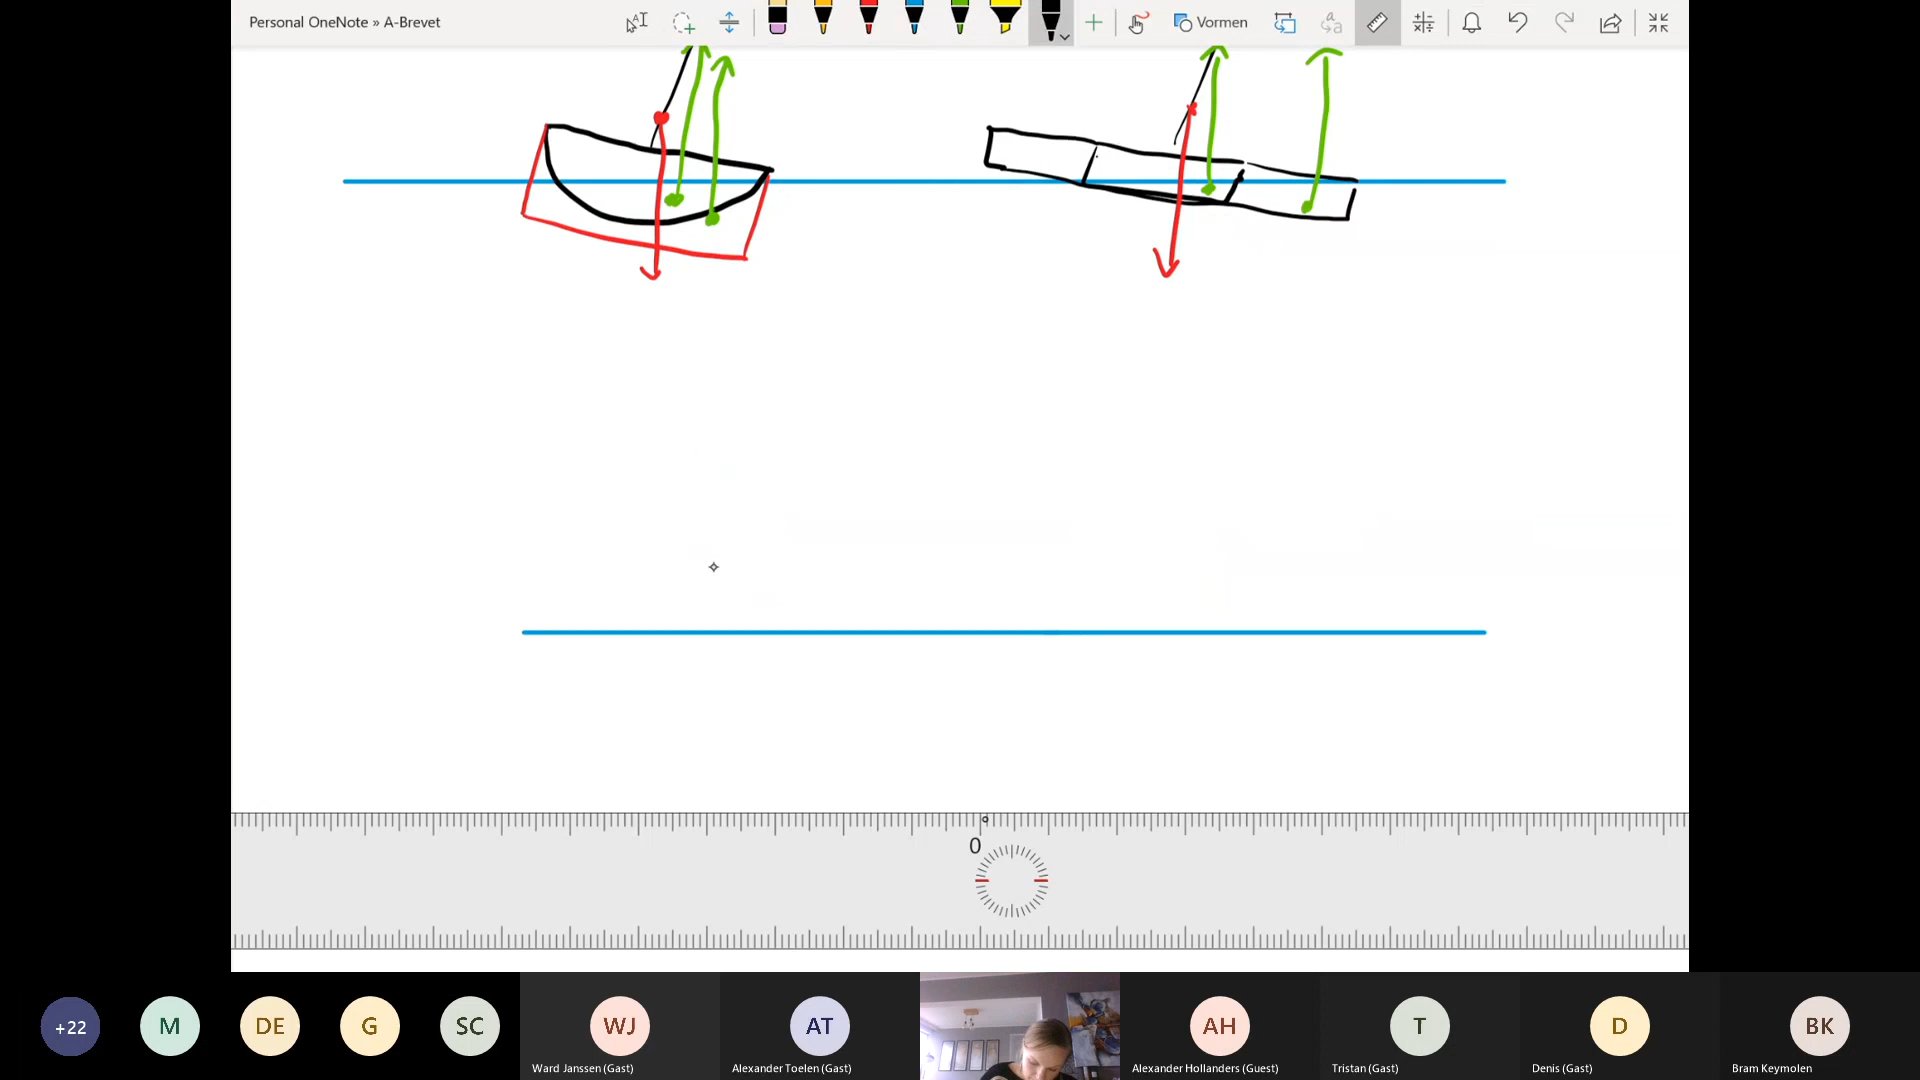 Personal OneNote » A-Brevet
Vormen
0
+22
M
DE
G
SC
WJ
AT
AH
T
D
BK
Ward Janssen (Gast)
Alexander Toelen (Gast)
Alexander Hollanders (Guest)
Tristan (Gast)
Denis (Gast)
Bram Keymolen